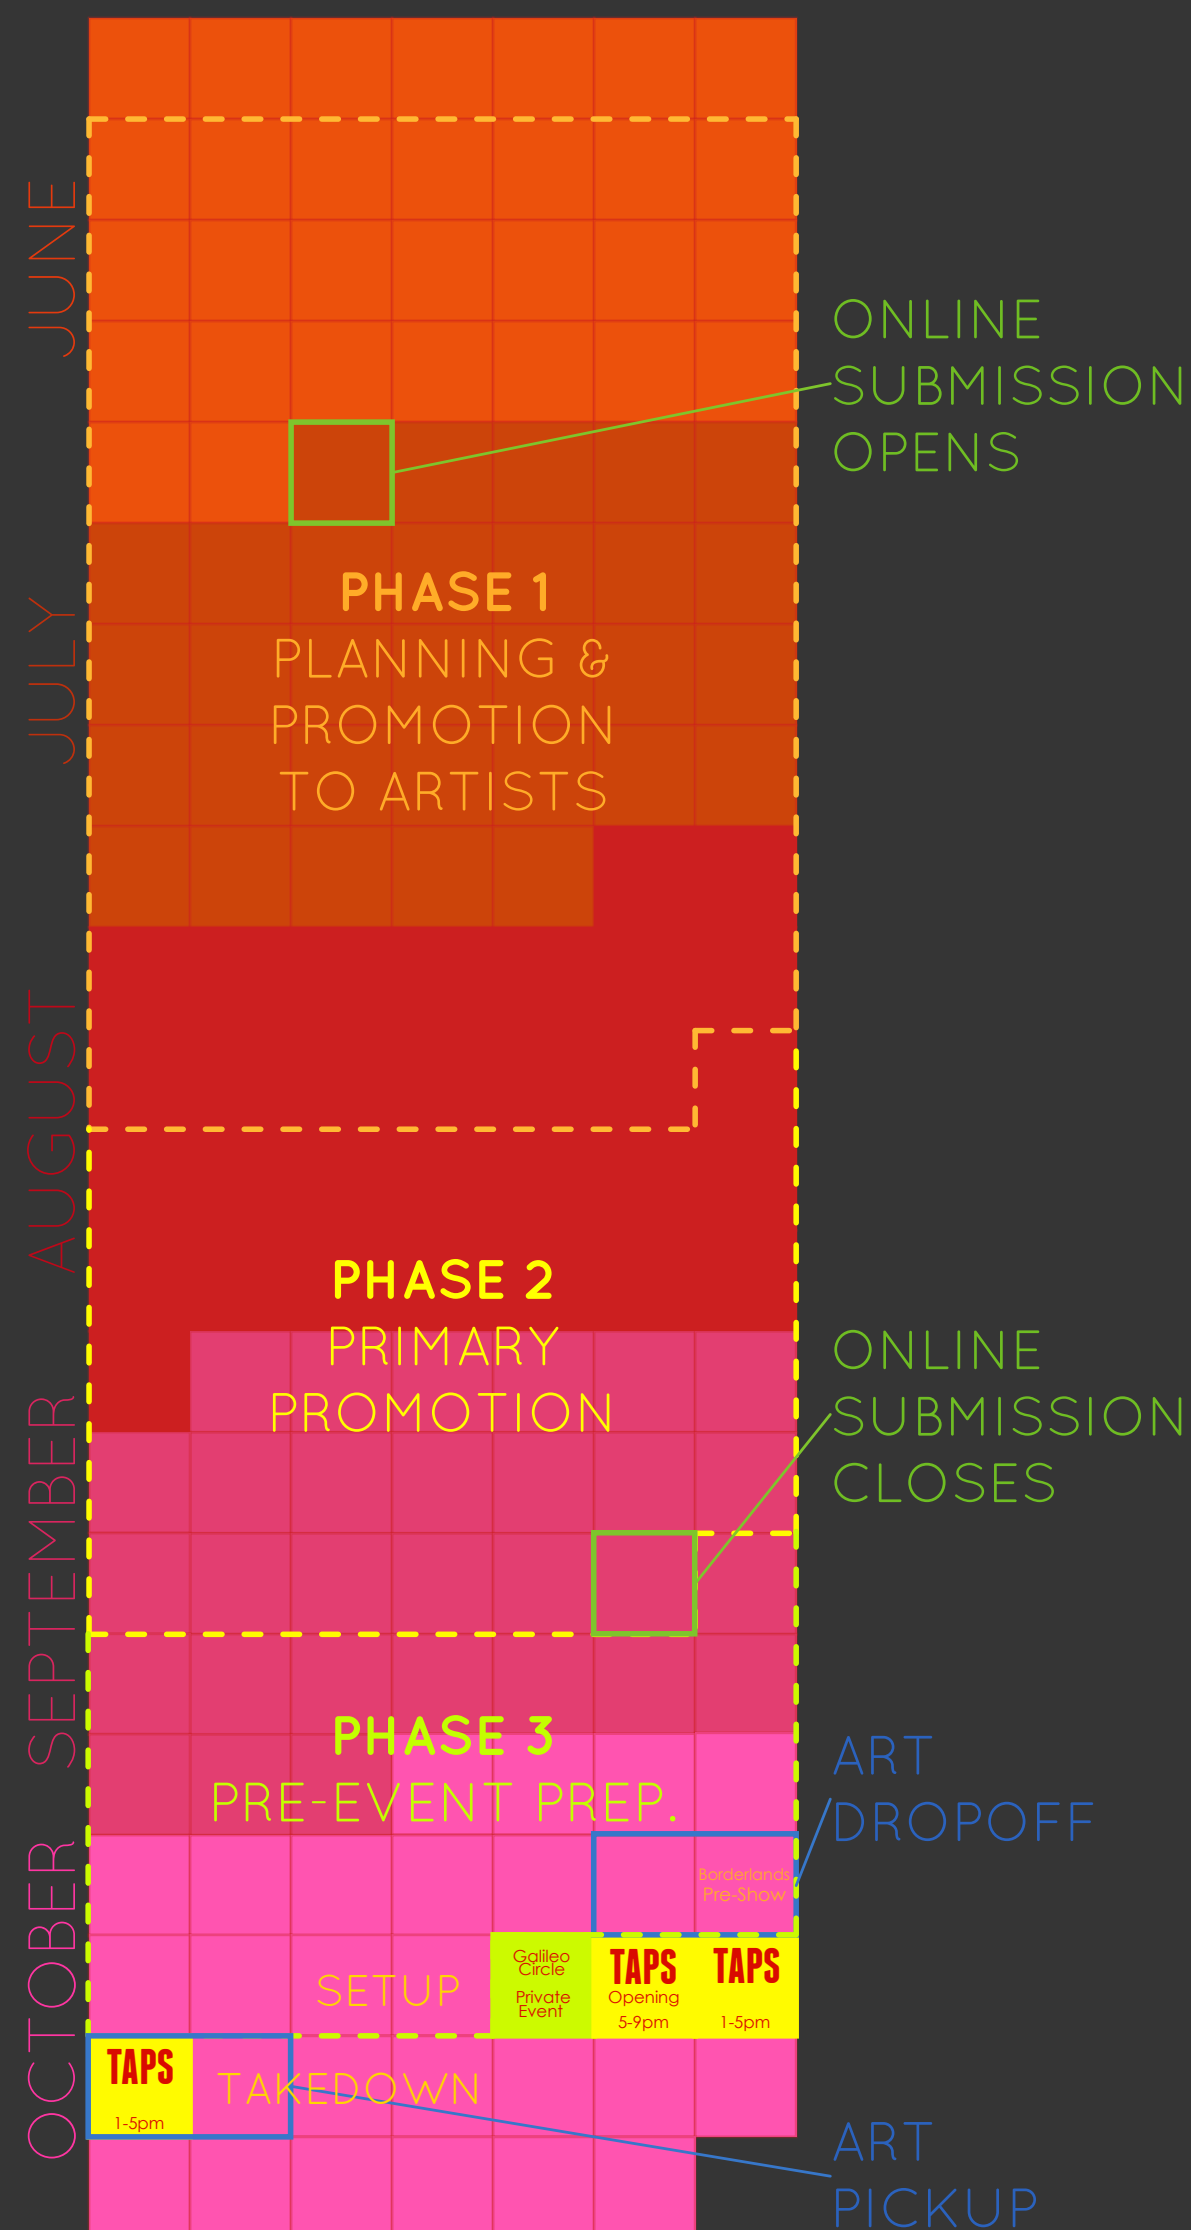 JUNE
ONLINE
SUBMISSION
OPENS
JULY
PHASE 1
PLANNING &
PROMOTION
TO ARTISTS
AUGUST
PHASE 2
PRIMARY
PROMOTION
ONLINE
SUBMISSION
CLOSES
SEPTEMBER
PHASE 3
PRE-EVENT PREP.
ART
DROPOFF
Borderlands
Pre-Show
OCTOBER
SETUP
Galileo
Circle
Private
Event
TAPS
Opening
5-9pm
TAPS
1-5pm
TAPS
1-5pm
TAKEDOWN
ART
PICKUP